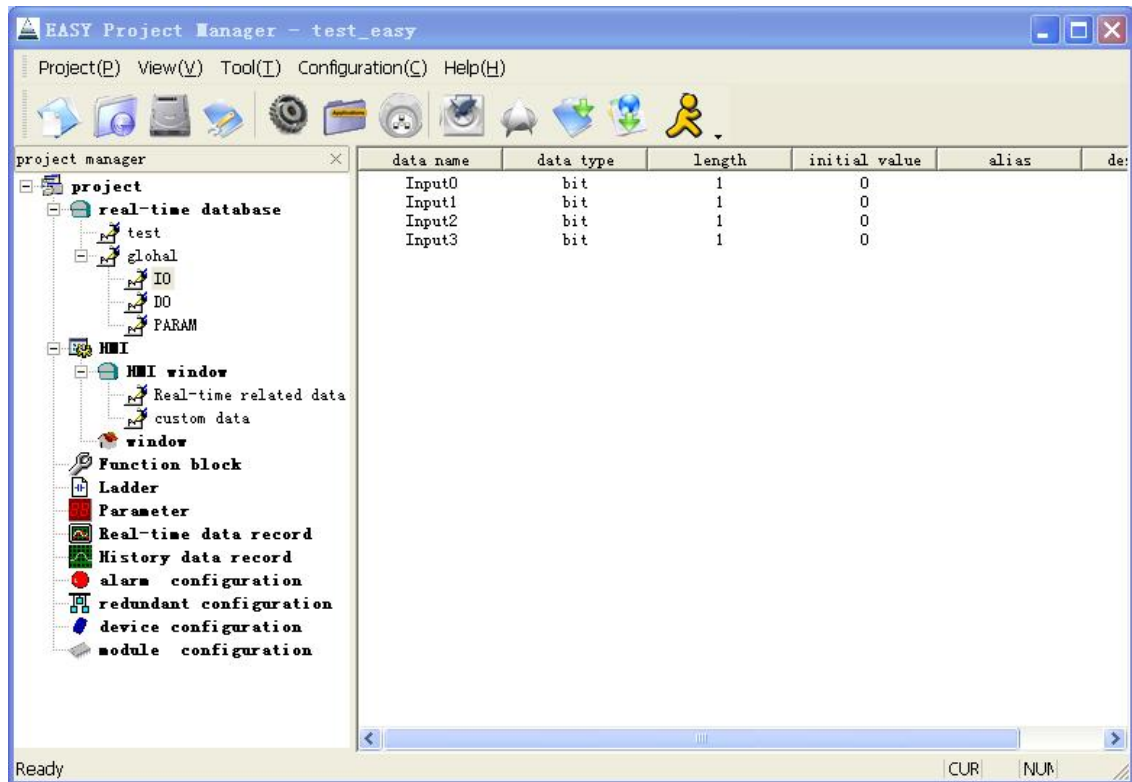 EASY Project Manager - test_easy
Project(P) View(V) Tool(T) Configuration(C) Help(H)
Applications
project manager
data name data type length initial value alias des
project
real-time database
test
glohal
IO
DO
PARAM
HMI
HMI window
Real-time related data
custom data
window
Function block
Ladder
Parameter
Real-time data record
History data record
alarm configuration
redundant configuration
device configuration
module configuration
Input0 bit 1 0
Input1 bit 1 0
Input2 bit 1 0
Input3 bit 1 0
Ready CUR NUM